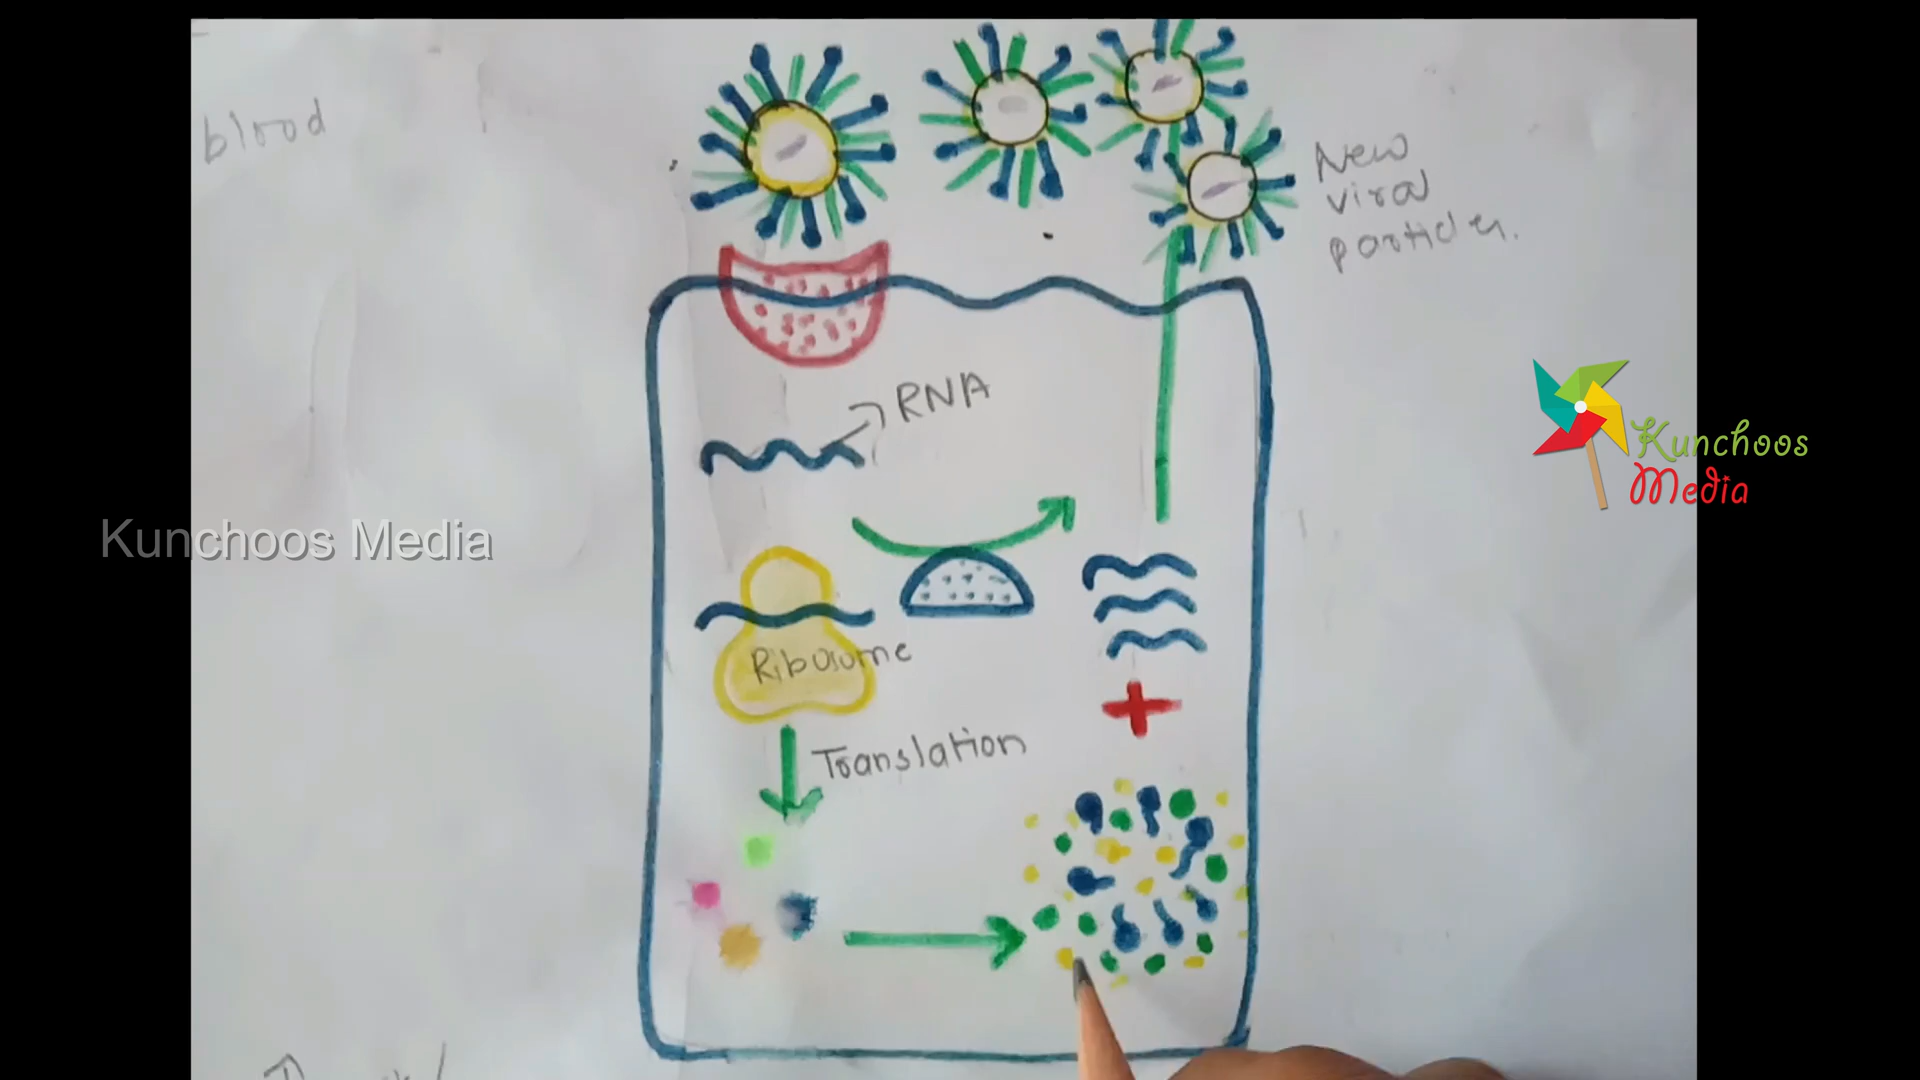 blood
New
viral
particles.
RNA
Kunchoos
Media
Kunchoos Media
Ribosome
Translation